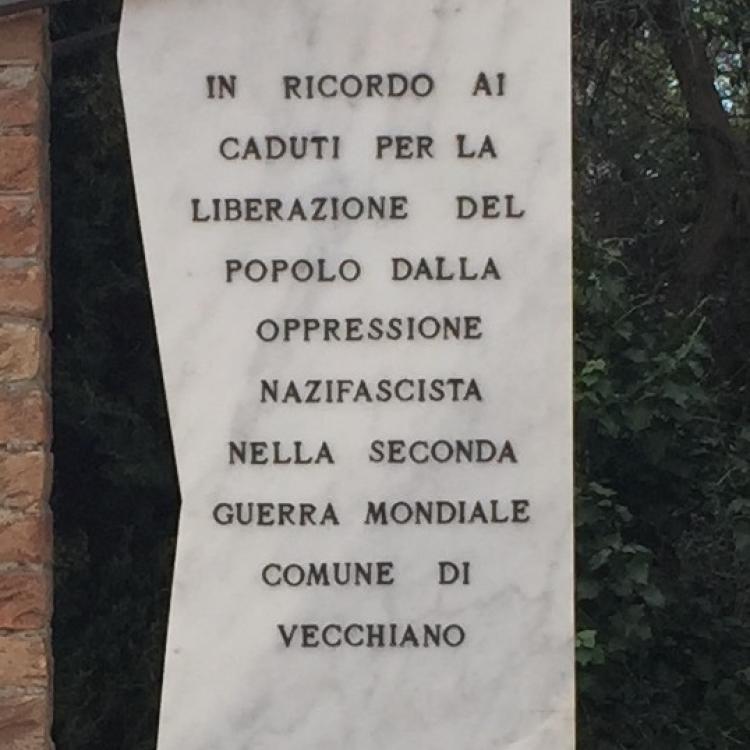 IN RICORDO AI
CADUTI PER LA
LIBERAZIONE DEL
POPOLO DALLA
OPPRESSIONE
NAZIFASCISTA
NELLA SECONDA
GUERRA MONDIALE
COMUNE DI
VECCHIANO